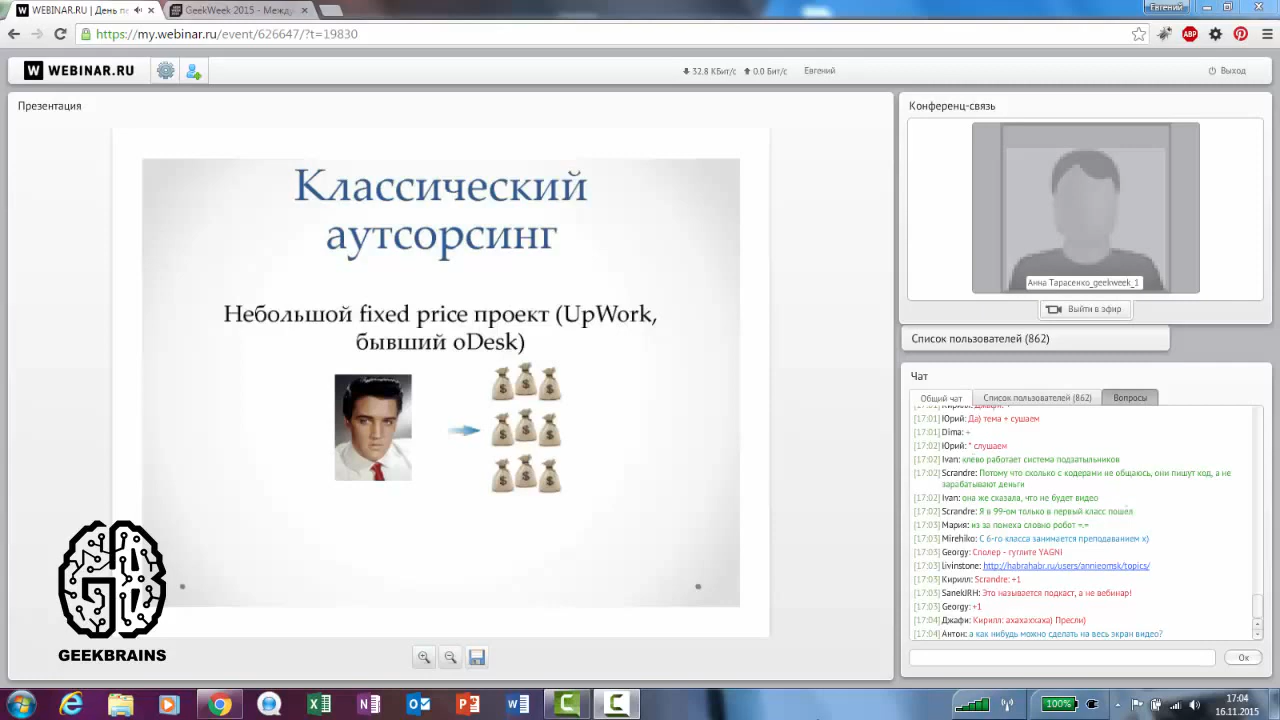 WEBINAR.RU | День пе
GeekWeek 2015 - Между
Евгений
https://my.webinar.ru/event/626647/?t=19830
ABP
W WEBINAR.RU
32.8 КБит/с
0.0 Бит/с
Евгений
Выход
Презентация
Классический
аутсорсинг
Небольшой fixed price проект (UpWork,
бывший oDesk)
GEEKBRAINS
Конференц-связь
Анна Тарасенко_geekweek_1
Выйти в эфир
Список пользователей (862)
Чат
Общий чат
Список пользователей (862)
Вопросы
[17:01] Юрий: Да) тема + сушаем
[17:01] Dima: +
[17:02] Юрий: * слушаем
[17:02] Ivan: клёво работает система подзатыльников
[17:02] Scrandre: Потому что сколько с кодерами не общаюсь, они пишут код, а не
зарабатывают деньги
[17:02] Ivan: она же сказала, что не будет видео
[17:02] Scrandre: Я в 99-ом только в первый класс пошёл
[17:03] Мария: из за помеха словно робот =.=
[17:03] Mirehiko: С 6-го класса занимается преподаванием х)
[17:03] Georgy: Сполер - гуглите YAGNI
[17:03] Livinstone: http://habrahabr.ru/users/annieomsk/topics/
[17:03] Кирилл: Scrandre: +1
[17:03] SanekJRH: Это называется подкаст, а не вебинар!
[17:03] Georgy: +1
[17:04] Джафи: Кирилл: ахахаххаха) Пресли)
[17:04] Антон: а как нибудь можно сделать на весь экран видео?
Ок
100%
17:04
16.11.2015